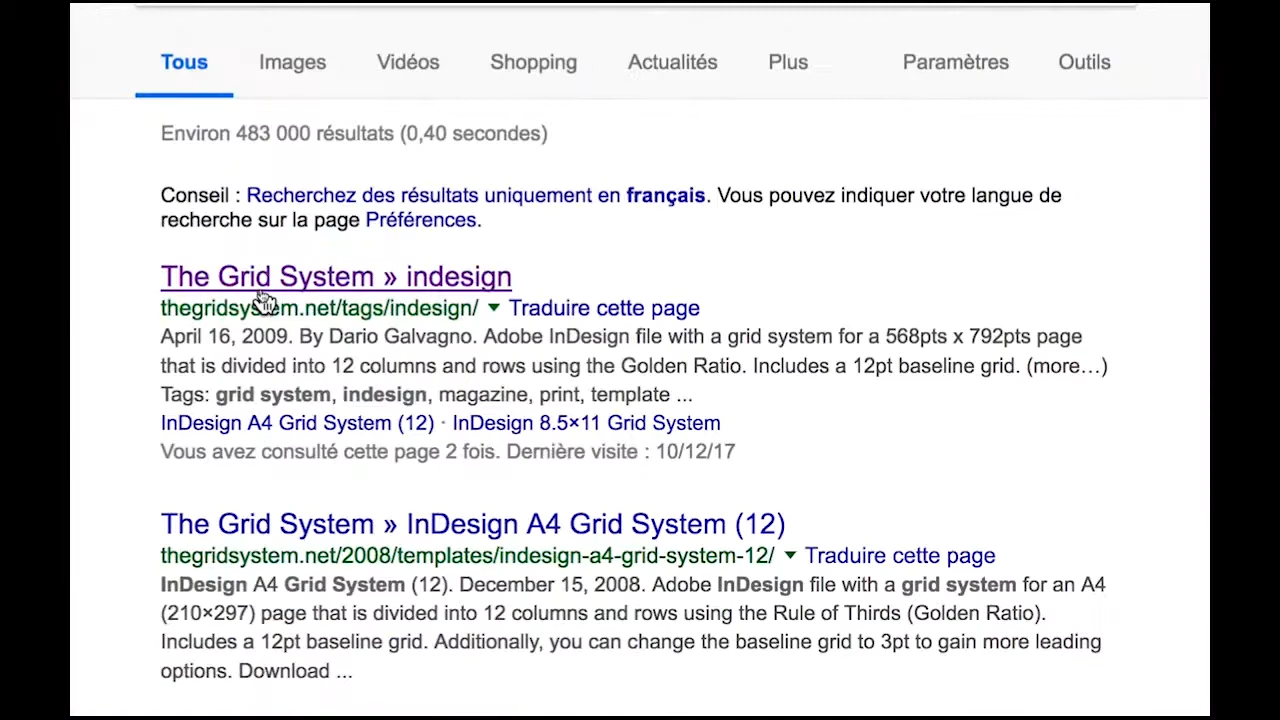 Tous Images Vidéos Shopping Actualités Plus Paramètres Outils
Environ 483 000 résultats (0,40 secondes)
Conseil : Recherchez des résultats uniquement en français. Vous pouvez indiquer votre langue de
recherche sur la page Préférences.
The Grid System » indesign
thegridsystem.net/tags/indesign/ ▼ Traduire cette page
April 16, 2009. By Dario Galvagno. Adobe InDesign file with a grid system for a 568pts x 792pts page
that is divided into 12 columns and rows using the Golden Ratio. Includes a 12pt baseline grid. (more…)
Tags: grid system, indesign, magazine, print, template ...
InDesign A4 Grid System (12) · InDesign 8.5×11 Grid System
Vous avez consulté cette page 2 fois. Dernière visite : 10/12/17
The Grid System » InDesign A4 Grid System (12)
thegridsystem.net/2008/templates/indesign-a4-grid-system-12/ ▼ Traduire cette page
InDesign A4 Grid System (12). December 15, 2008. Adobe InDesign file with a grid system for an A4
(210×297) page that is divided into 12 columns and rows using the Rule of Thirds (Golden Ratio).
Includes a 12pt baseline grid. Additionally, you can change the baseline grid to 3pt to gain more leading
options. Download ...